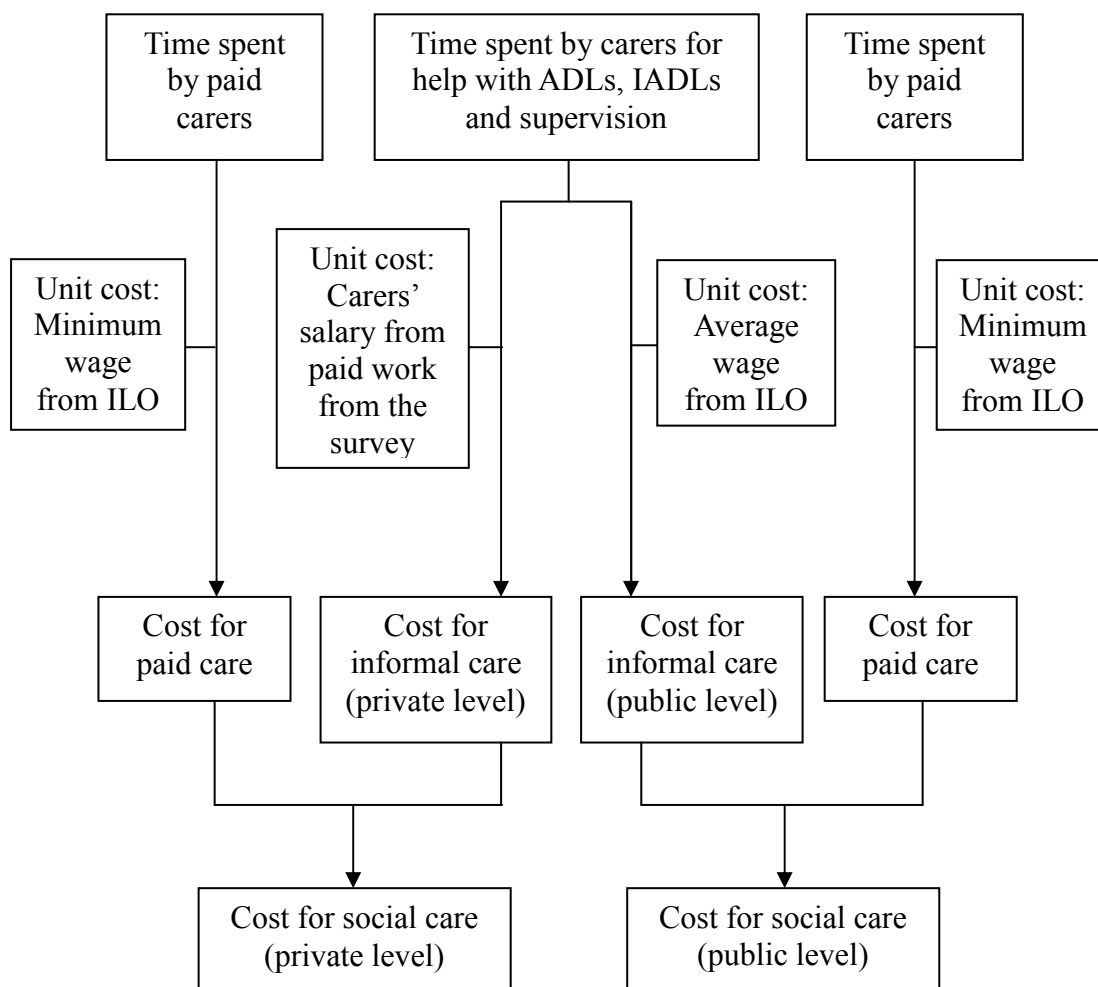 Time spent
by paid
carers
Time spent by carers for
help with ADLs, IADLs
and supervision
Time spent
by paid
carers
Unit cost:
Minimum
wage
from ILO
Unit cost:
Carers’
salary from
paid work
from the
survey
Unit cost:
Average
wage
from ILO
Unit cost:
Minimum
wage
from ILO
Cost for
paid care
Cost for
informal care
(private level)
Cost for
informal care
(public level)
Cost for
paid care
Cost for social care
(private level)
Cost for social care
(public level)